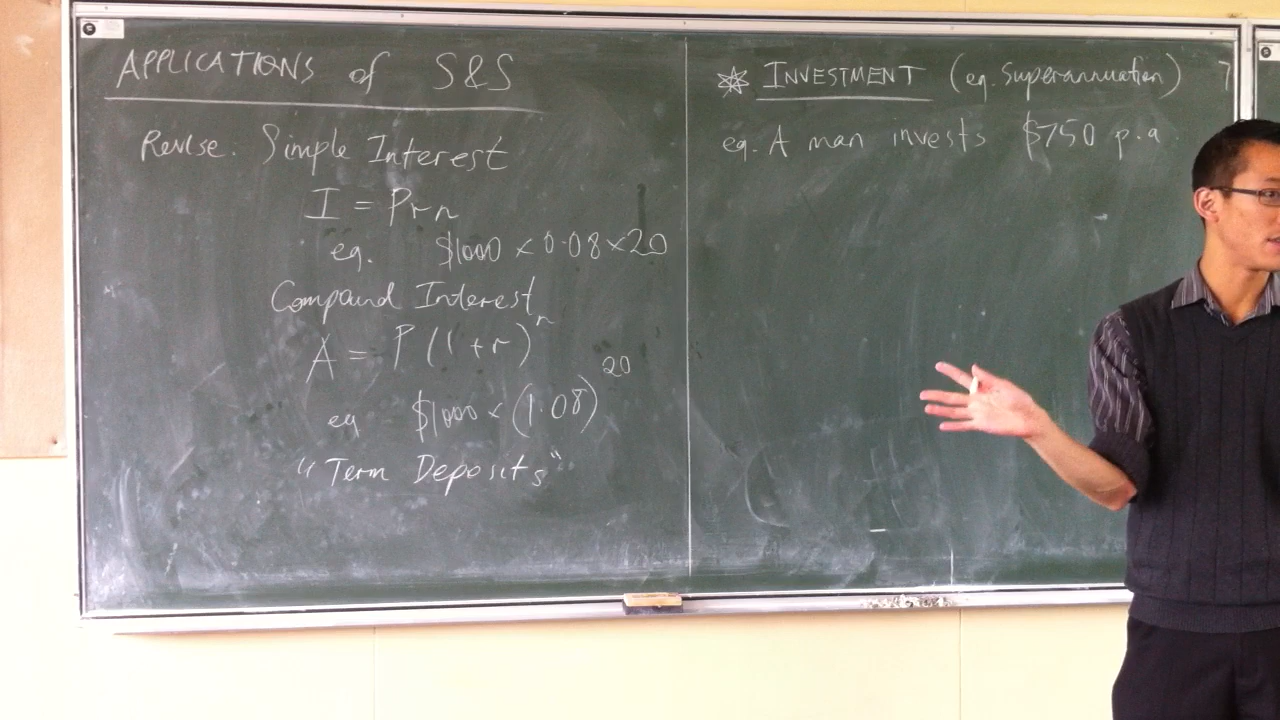 APPLICATIONS of S&S
Revise: Simple Interest
I = Prn
eg. $1000 × 0.08 × 20
Compound Interest
A = P(1+r)ⁿ
eg $1000 × (1.08)²⁰
"Term Deposits"
INVESTMENT (eg. Superannuation) 7
eg. A man invests $750 p.a